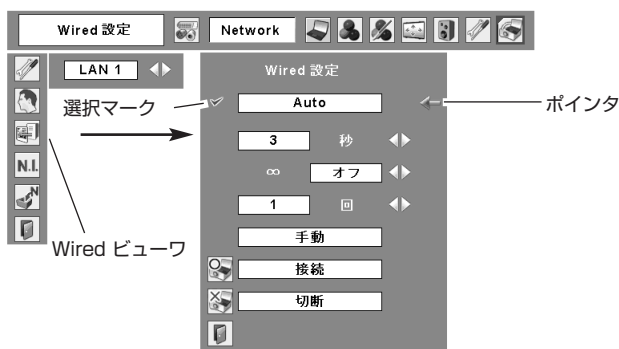 Wired 設定 Network
LAN 1
Wired 設定
選択マーク
Auto
ポインタ
3 秒
∞ オフ
1 回
N.I.
N
手動
Wired ビューワ
接続
切断